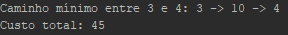 Caminho mínimo entre 3 e 4: 3 -> 10 -> 4
Custo total: 45